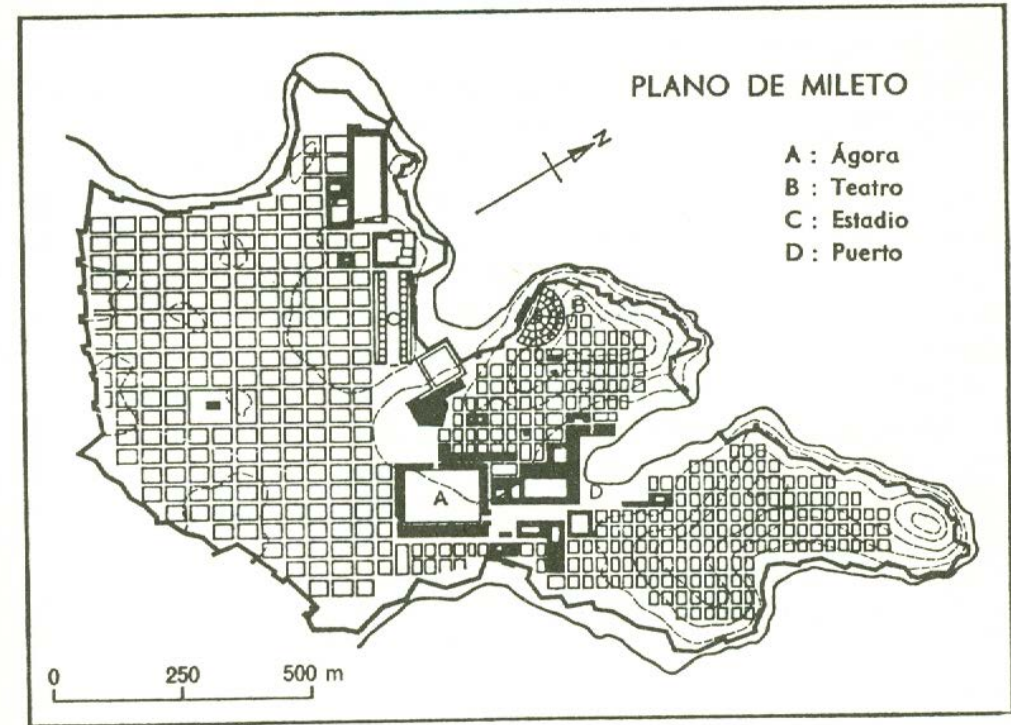 PLANO DE MILETO
N
A : Ágora
B : Teatro
C : Estadio
D : Puerto
B
A
D
0 250 500 m